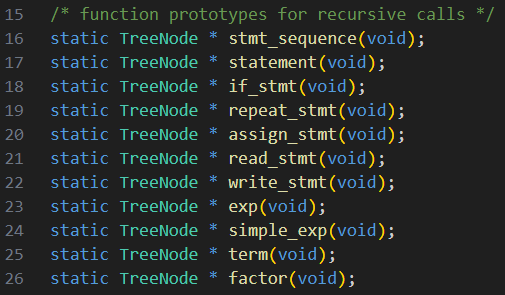 15 /* function prototypes for recursive calls */
16 static TreeNode * stmt_sequence(void);
17 static TreeNode * statement(void);
18 static TreeNode * if_stmt(void);
19 static TreeNode * repeat_stmt(void);
20 static TreeNode * assign_stmt(void);
21 static TreeNode * read_stmt(void);
22 static TreeNode * write_stmt(void);
23 static TreeNode * exp(void);
24 static TreeNode * simple_exp(void);
25 static TreeNode * term(void);
26 static TreeNode * factor(void);